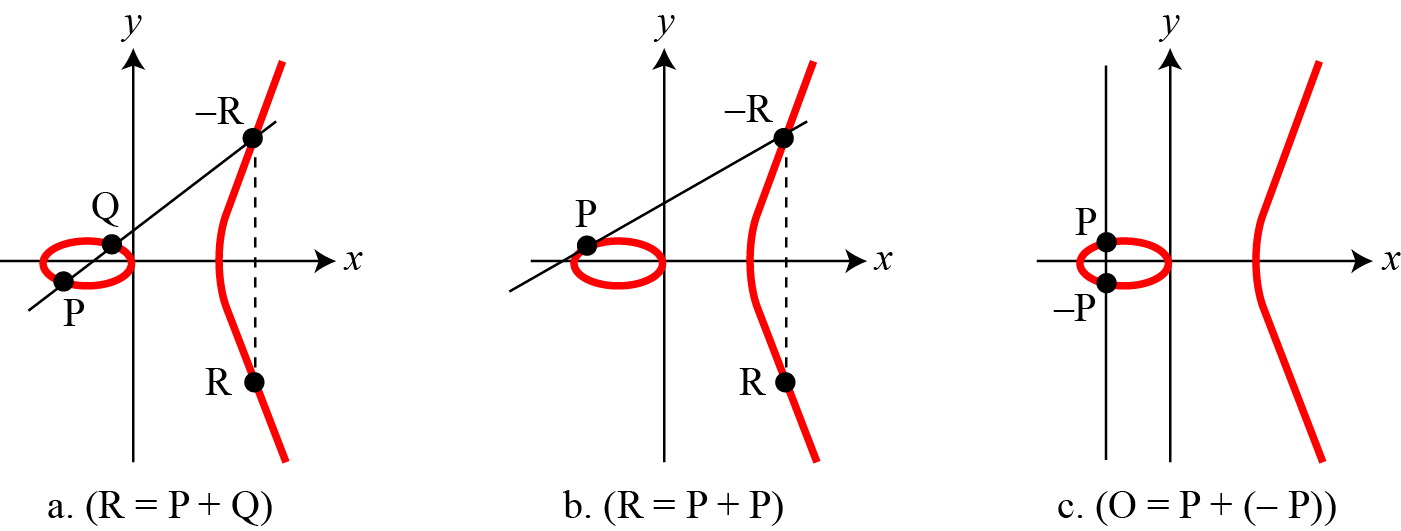 y
–R
Q
x
P
R
a. (R = P + Q)
y
–R
P
x
R
b. (R = P + P)
y
P
x
–P
c. (O = P + (– P))